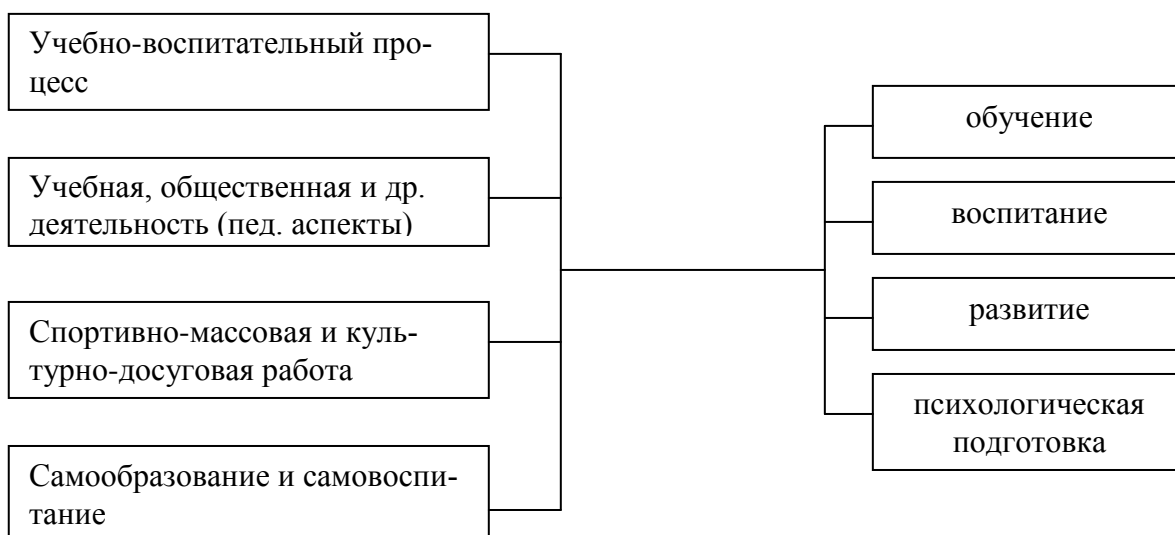 Учебно-воспитательный про-
цесс
Учебная, общественная и др.
деятельность (пед. аспекты)
Спортивно-массовая и куль-
турно-досуговая работа
Самообразование и самовоспи-
тание
обучение
воспитание
развитие
психологическая
подготовка